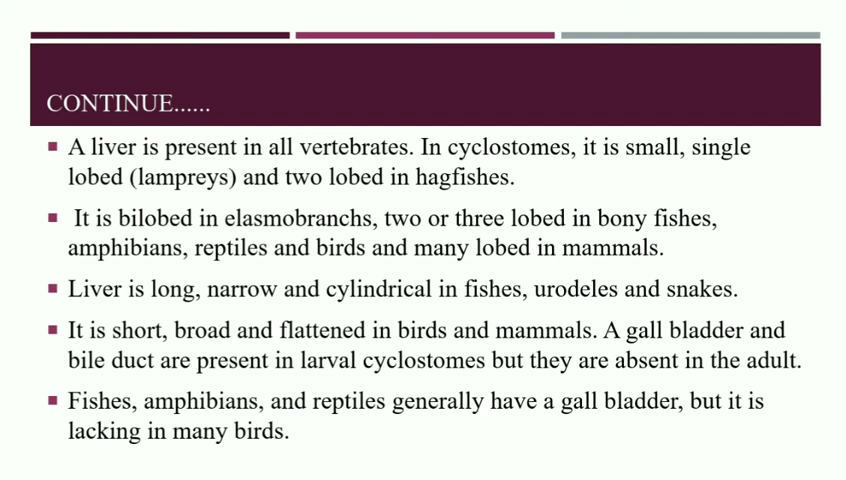 CONTINUE......
A liver is present in all vertebrates. In cyclostomes, it is small, single
lobed (lampreys) and two lobed in hagfishes.
It is bilobed in elasmobranchs, two or three lobed in bony fishes,
amphibians, reptiles and birds and many lobed in mammals.
Liver is long, narrow and cylindrical in fishes, urodeles and snakes.
It is short, broad and flattened in birds and mammals. A gall bladder and
bile duct are present in larval cyclostomes but they are absent in the adult.
Fishes, amphibians, and reptiles generally have a gall bladder, but it is
lacking in many birds.